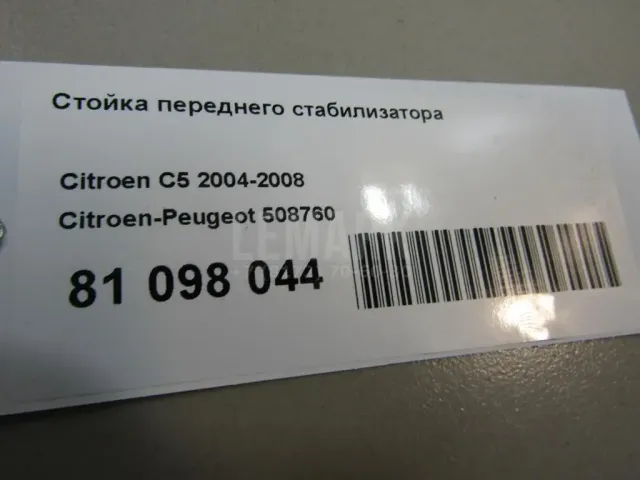 Стойка переднего стабилизатора
Citroen C5 2004-2008
Citroen-Peugeot 508760
81 098 044